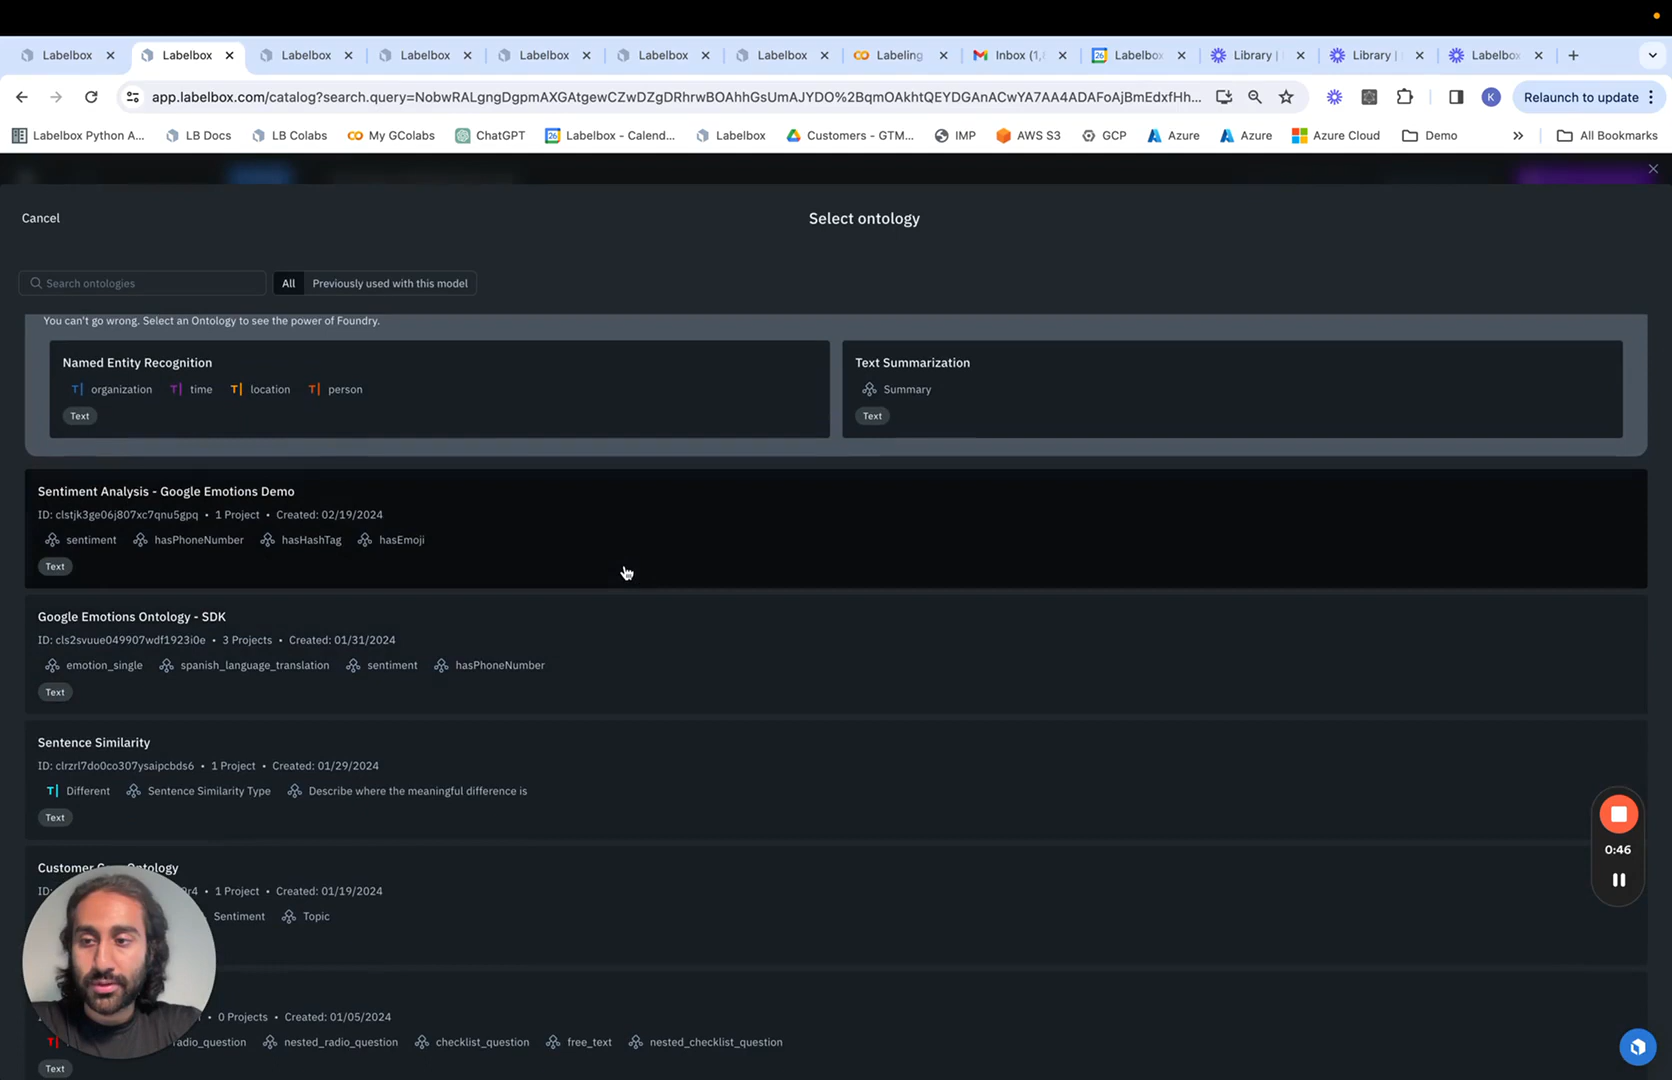 Labelbox
Labelbox
Labelbox
Labelbox
Labelbox
Labelbox
Labelbox
Labeling
Inbox (1,
Labelbox
Library |
Library |
Labelbox
app.labelbox.com/catalog?search.query=NobwRALgngDgpmAXGAtgewCZwDZgDRhrwBOAhhGsUmAJYDO%2BqmOAkhtQEYDGAnACwYA7AA4ADAFoAjBmEdxfHh...
Relaunch to update
Labelbox Python A...
LB Docs
LB Colabs
My GColabs
ChatGPT
Labelbox - Calend...
Labelbox
Customers - GTM...
IMP
AWS S3
GCP
Azure
Azure
Azure Cloud
Demo
All Bookmarks
Cancel
Select ontology
Search ontologies
All
Previously used with this model
You can't go wrong. Select an Ontology to see the power of Foundry.
Named Entity Recognition
organization time location person
Text
Text Summarization
Summary
Text
Sentiment Analysis - Google Emotions Demo
ID: clstjk3ge06j807xc7qnu5gpq • 1 Project • Created: 02/19/2024
sentiment hasPhoneNumber hasHashTag hasEmoji
Text
Google Emotions Ontology - SDK
ID: cls2svuue049907wdf1923i0e • 3 Projects • Created: 01/31/2024
emotion_single spanish_language_translation sentiment hasPhoneNumber
Text
Sentence Similarity
ID: clrzrl7do0co307ysaipcbds6 • 1 Project • Created: 01/29/2024
Different Sentence Similarity Type Describe where the meaningful difference is
Text
Customer Ontology
ID: 9r4 • 1 Project • Created: 01/19/2024
Sentiment Topic
0 Projects • Created: 01/05/2024
radio_question nested_radio_question checklist_question free_text nested_checklist_question
Text
0:46